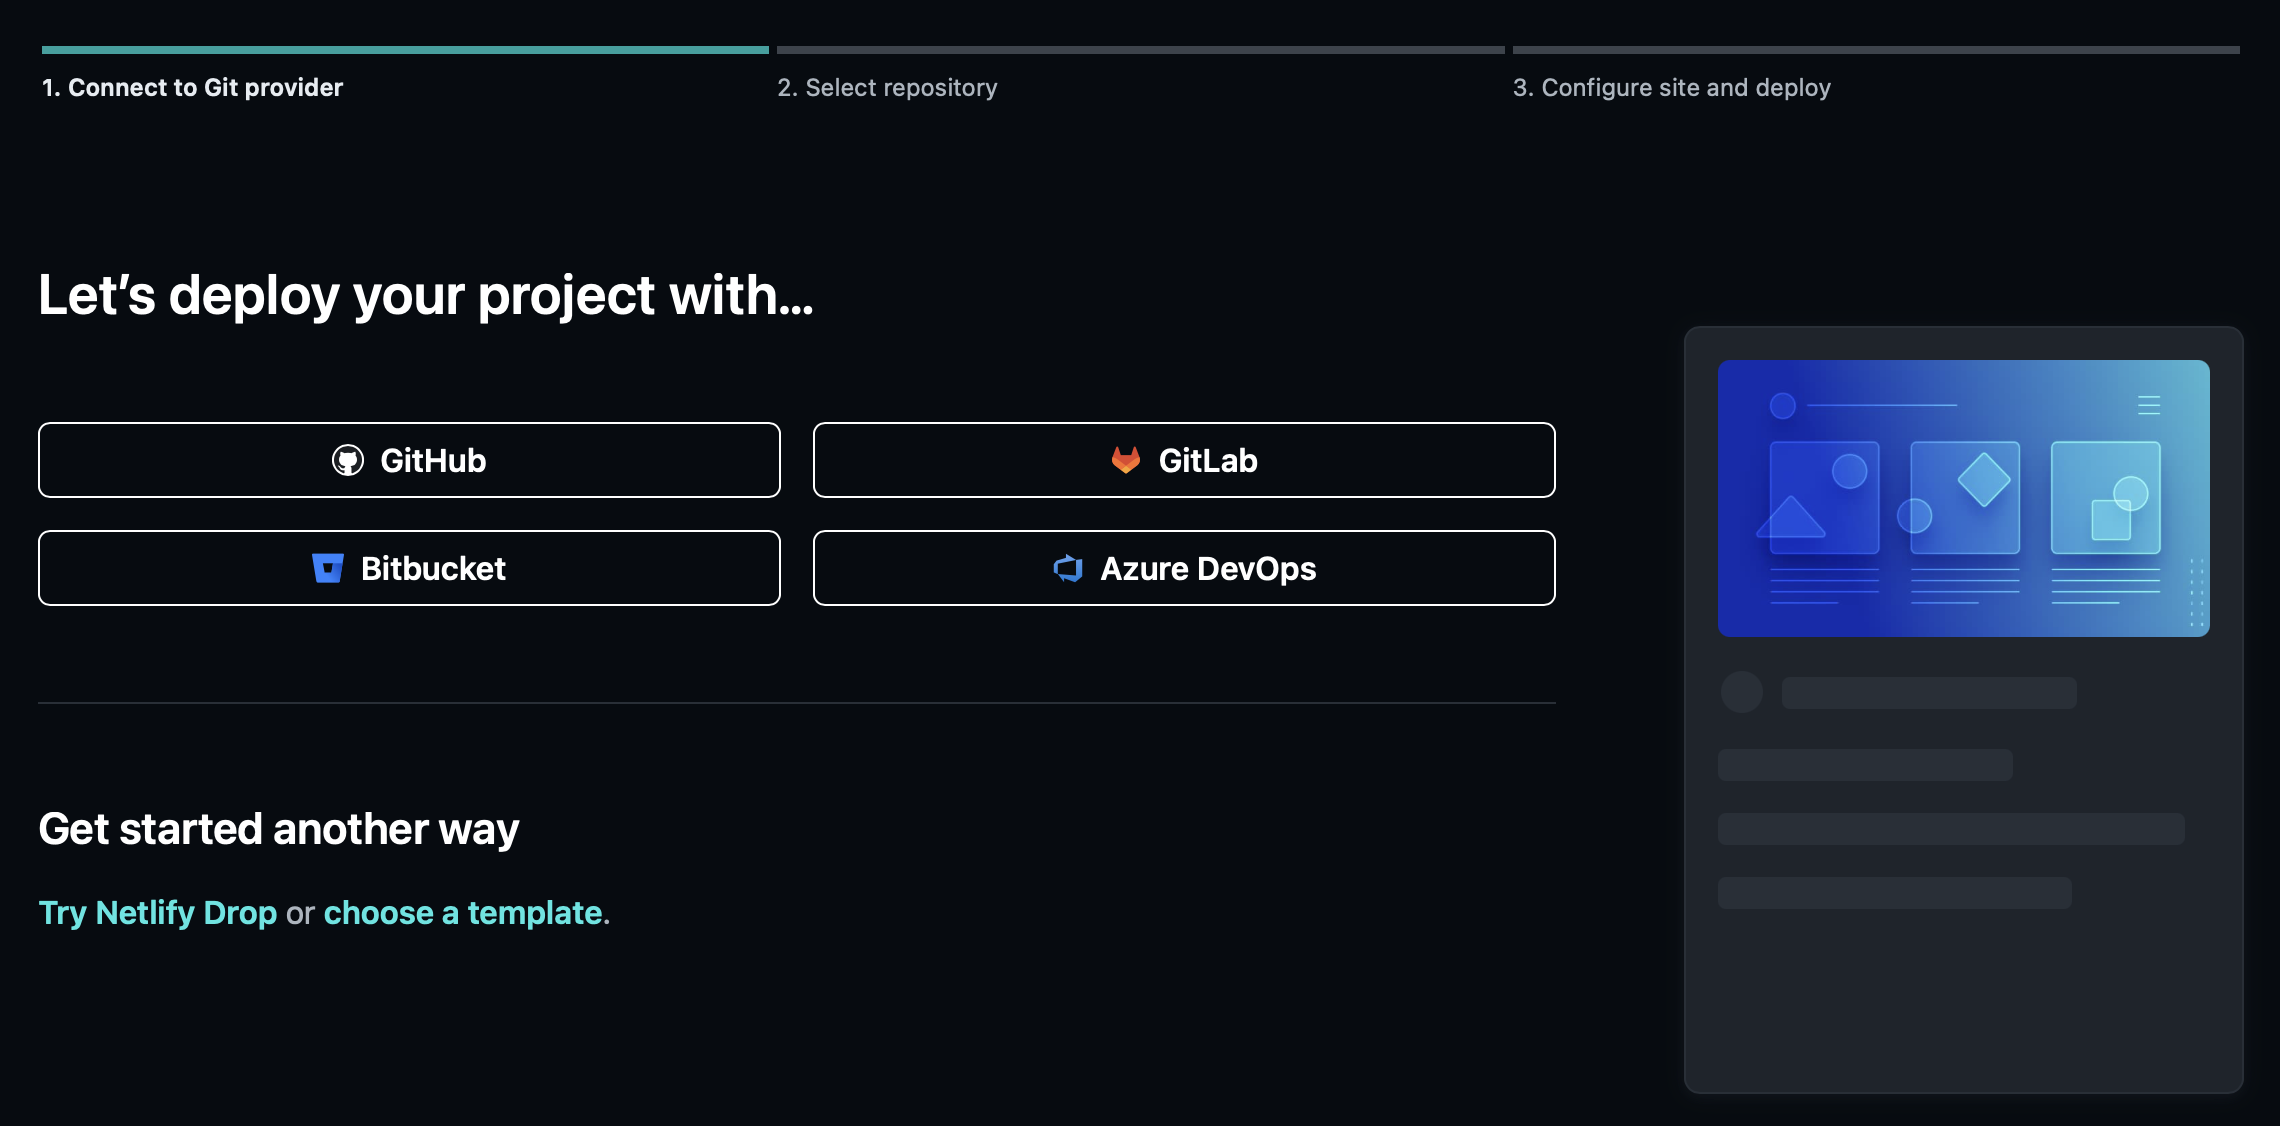 1. Connect to Git provider
2. Select repository
3. Configure site and deploy
Let’s deploy your project with…
GitHub
GitLab
Bitbucket
Azure DevOps
Get started another way
Try Netlify Drop or choose a template.